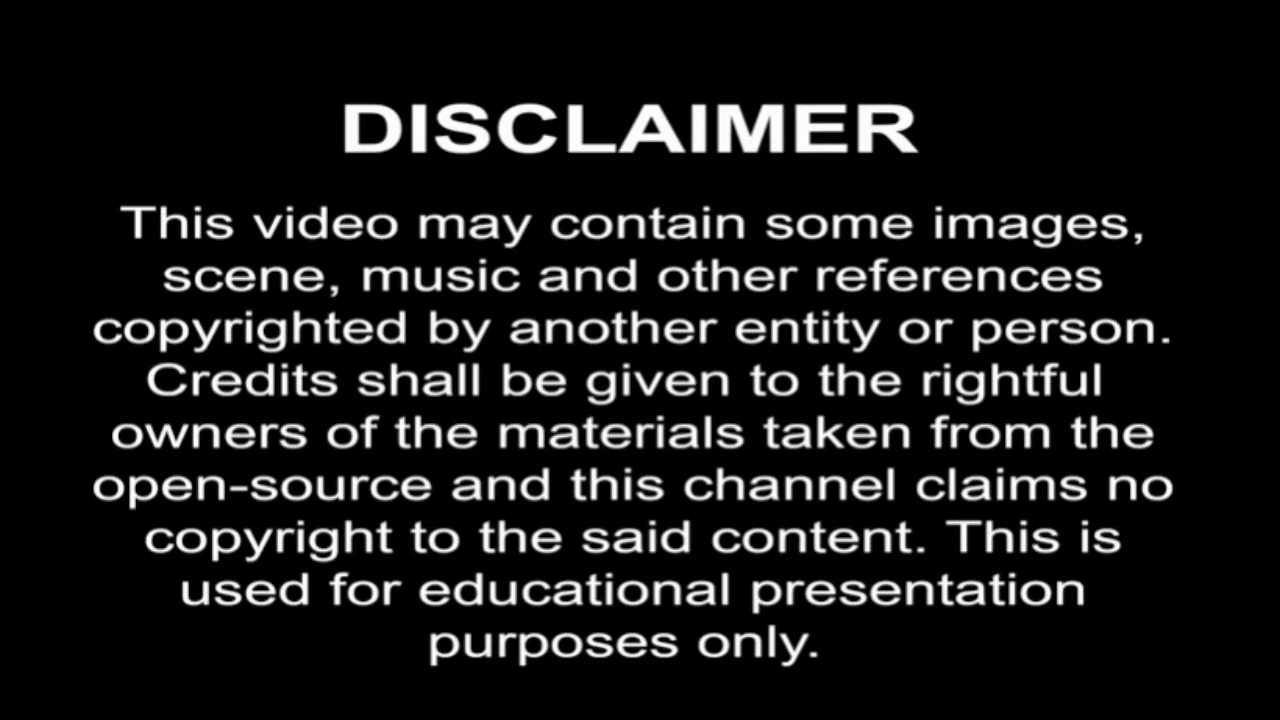 DISCLAIMER
This video may contain some images,
scene, music and other references
copyrighted by another entity or person.
Credits shall be given to the rightful
owners of the materials taken from the
open-source and this channel claims no
copyright to the said content. This is
used for educational presentation
purposes only.